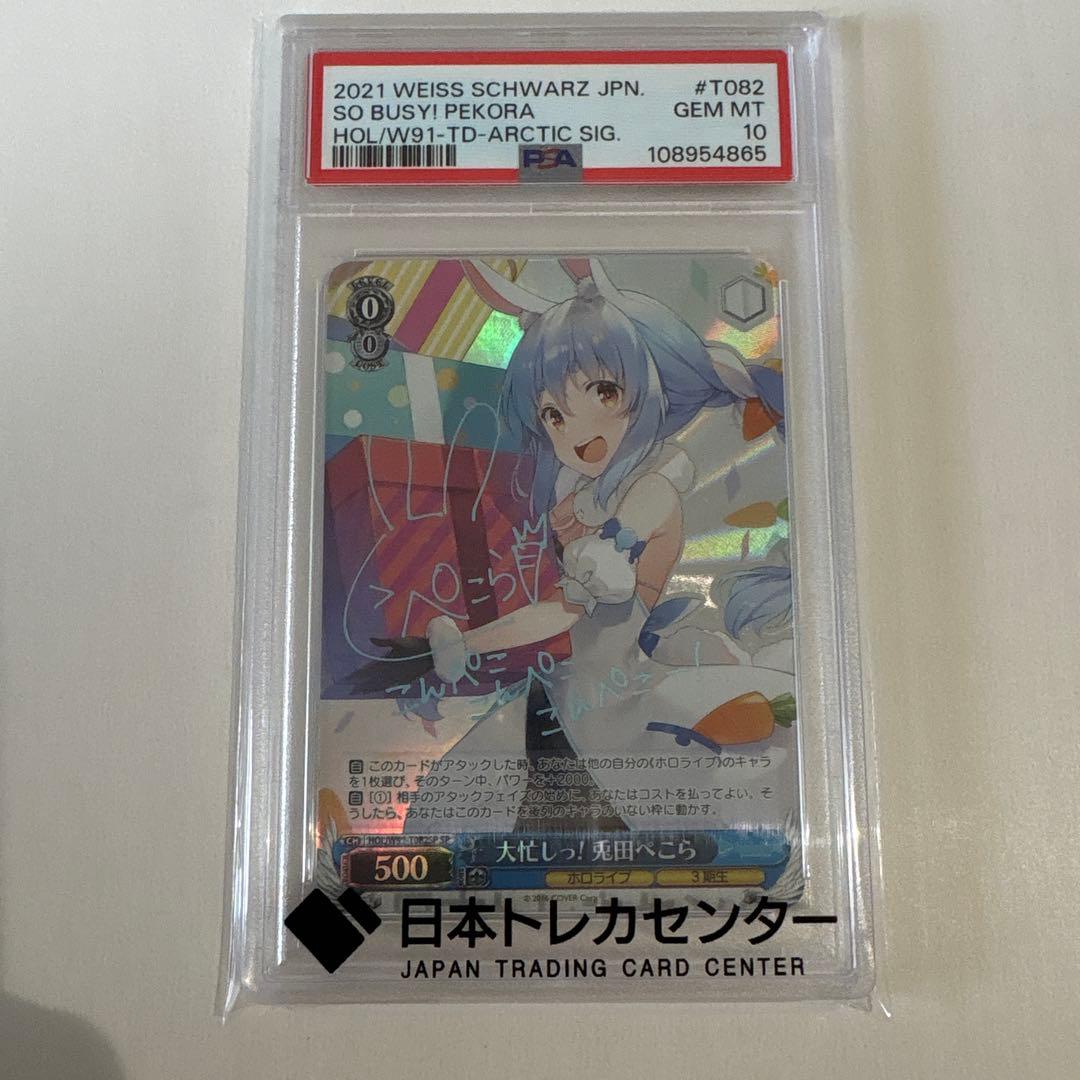 2021 WEISS SCHWARZ JPN. #T082
SO BUSY! PEKORA GEM MT
HOL/W91-TD-ARCTIC SIG. 10
PSA 108954865
LEVEL
0
0
COST
ぺこら
こんぺこ
こんぺこ
こんぺこー!
自 このカードがアタックした時、あなたは他の自分の《ホロライブ》のキャラ
を1枚選び、そのターン中、パワーを+2000。
自 [①] 相手のアタックフェイズの始めに、あなたはコストを払ってよい。そ
うしたら、あなたはこのカードを後列のキャラのいない枠に動かす。
大忙しっ! 兎田ぺこら
500
ホロライブ 3期生
© 2016 COVER Corp.
日本トレカセンター
JAPAN TRADING CARD CENTER